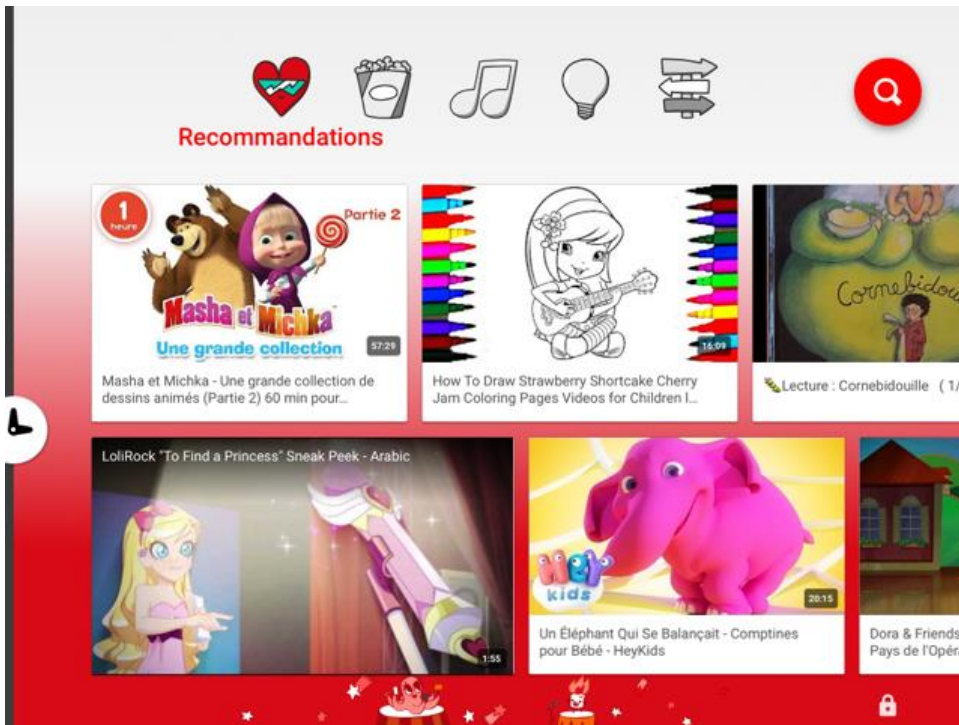 Recommandations
1
heure
Partie 2
Masha et Michka
Une grande collection
57:29
Masha et Michka - Une grande collection de
dessins animés (Partie 2) 60 min pour...
16:09
How To Draw Strawberry Shortcake Cherry
Jam Coloring Pages Videos for Children I...
Cornebidou
Lecture : Cornebidouille ( 1/
LoliRock "To Find a Princess" Sneak Peek - Arabic
1:55
HEY
kids
20:15
Un Éléphant Qui Se Balançait - Comptines
pour Bébé - HeyKids
Dora & Friends
Pays de l'Opér